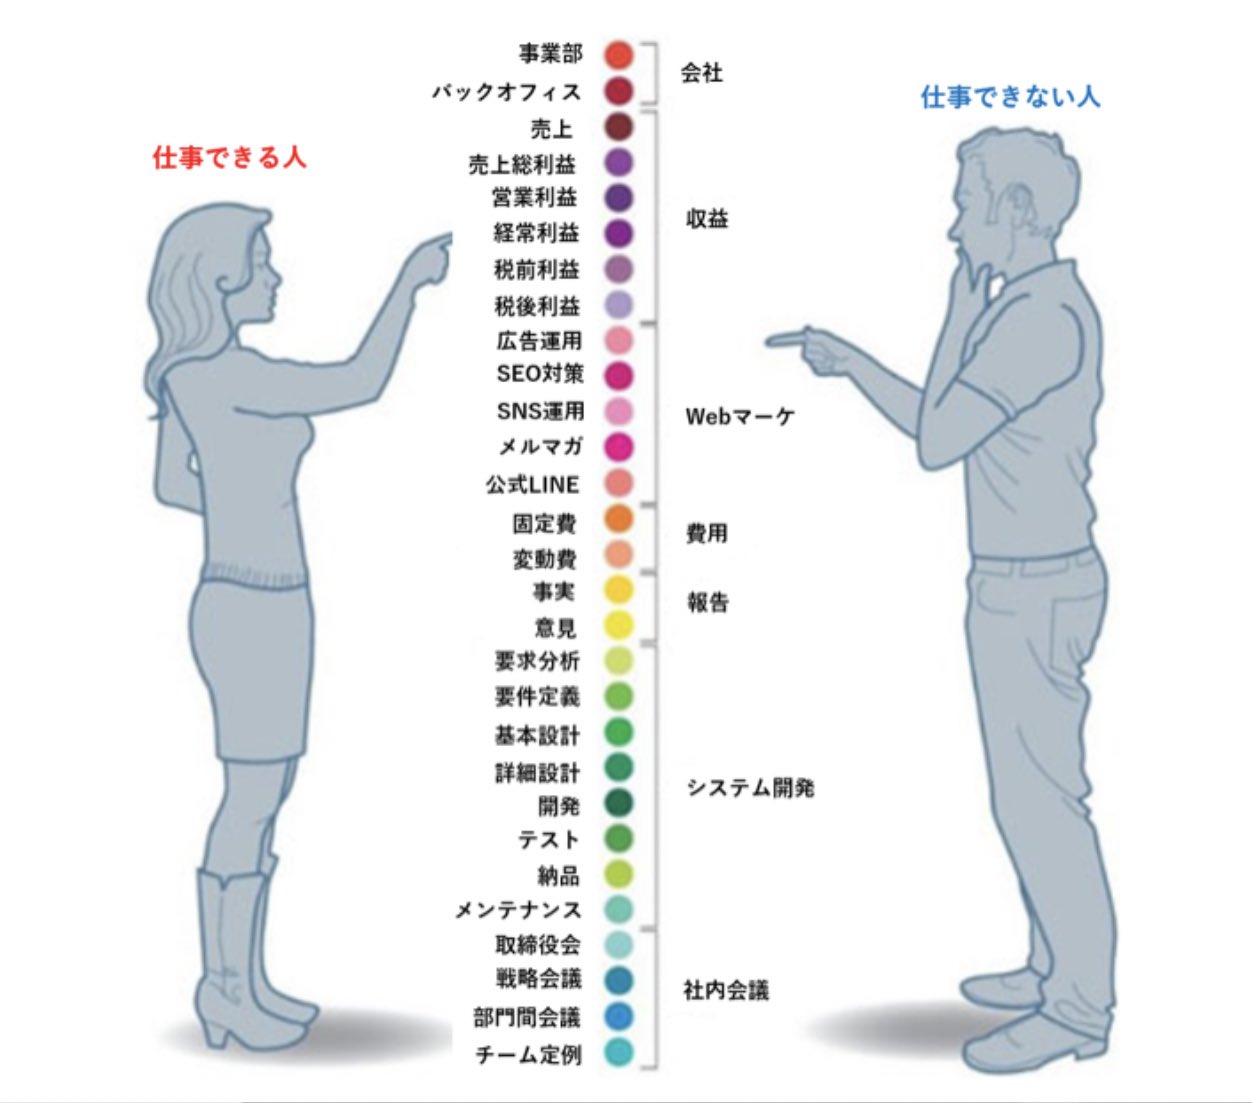 仕事できる人
仕事できない人
事業部
バックオフィス
会社
売上
売上総利益
営業利益
経常利益
税前利益
税後利益
収益
広告運用
SEO対策
SNS運用
メルマガ
公式LINE
Webマーケ
固定費
変動費
費用
事実
意見
報告
要求分析
要件定義
基本設計
詳細設計
開発
テスト
納品
メンテナンス
システム開発
取締役会
戦略会議
部門間会議
チーム定例
社内会議